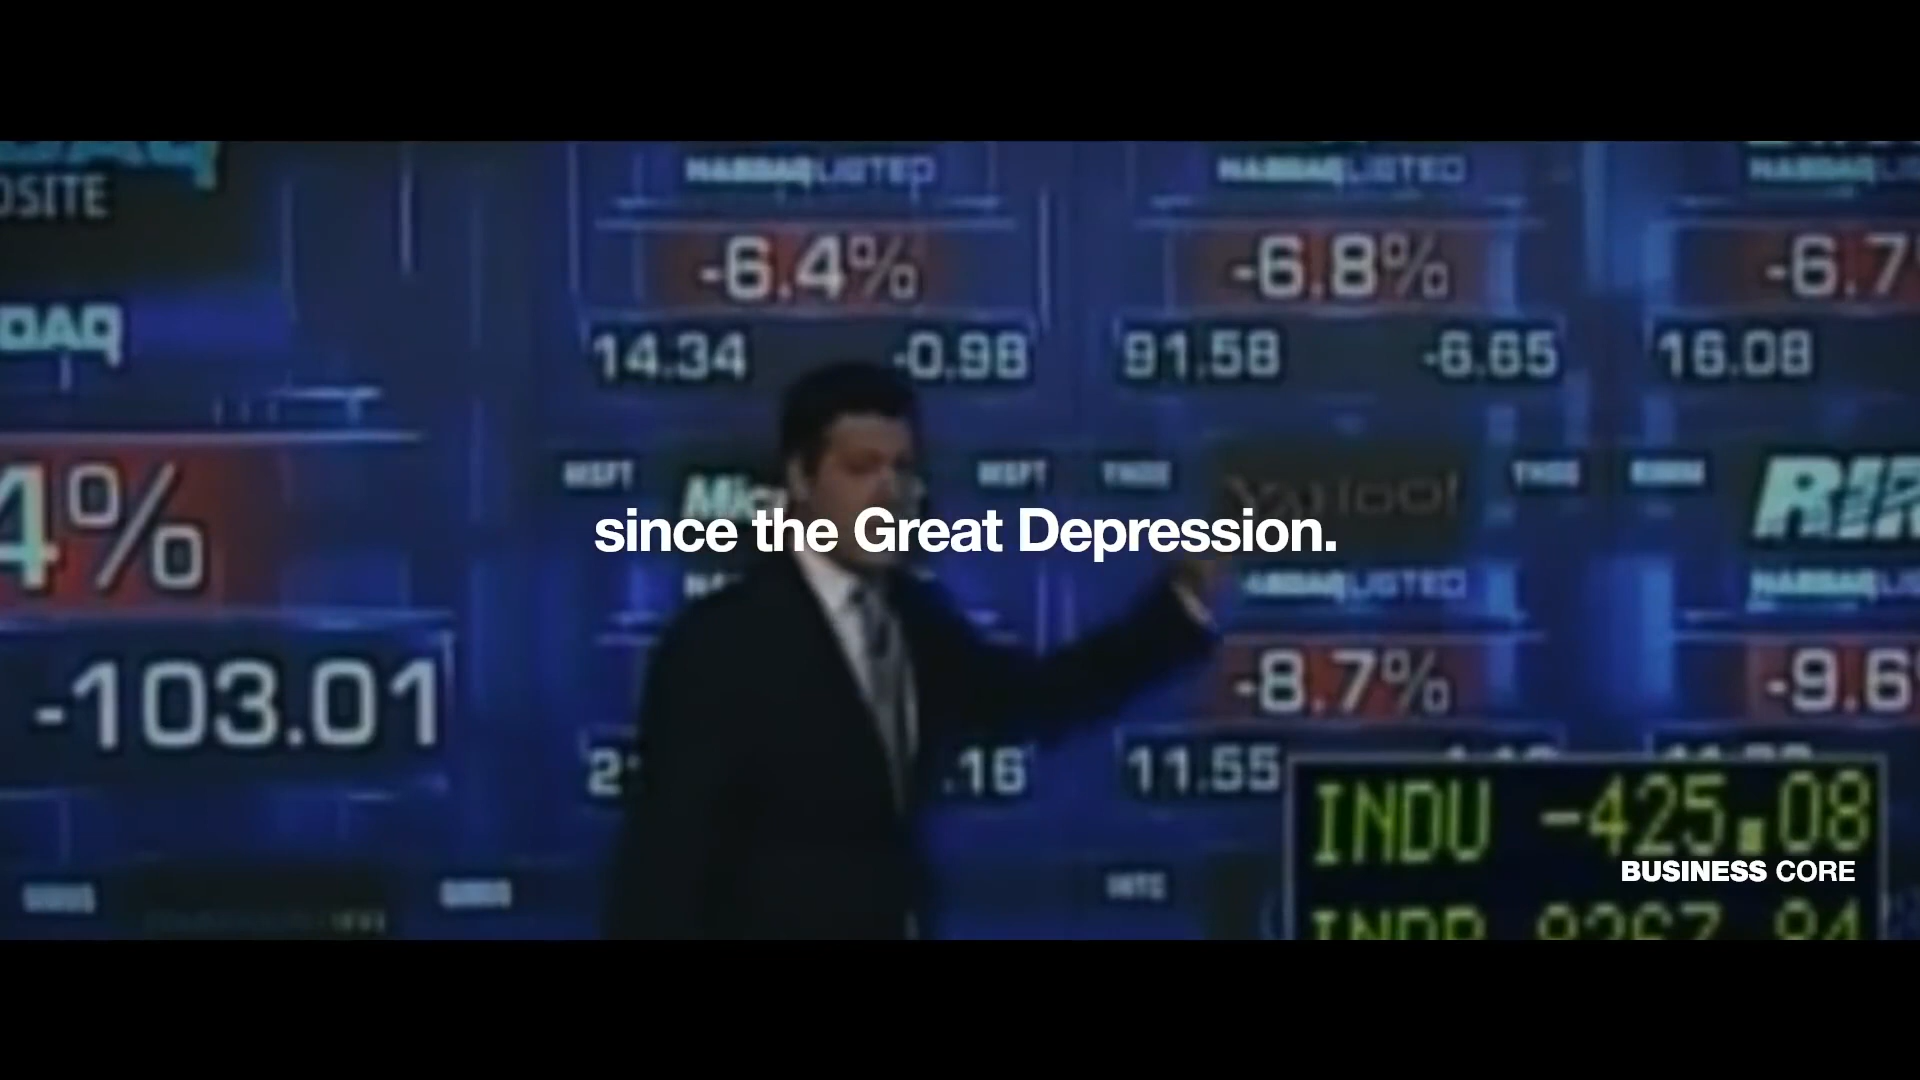 NASDAQ LISTED
NASDAQ LISTED
OSITE
-6.4%
-6.8%
-6.7
14.34
-0.98
91.58
-6.65
16.08
DAQ
MSFT
MSFT
YHOO
Yahoo!
YHOO
RIMM
since the Great Depression.
4%
NASDAQ LISTED
-8.7%
-9.6
-103.01
.16
11.55
INDU -425.08
BUSINESS CORE